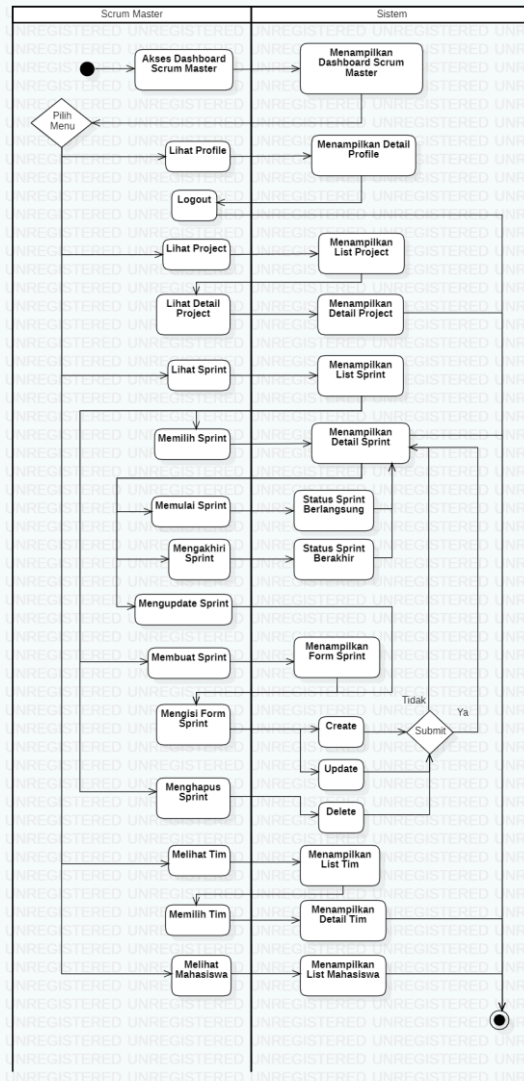 Scrum Master
Sistem
Akses Dashboard
Scrum Master
Menampilkan
Dashboard Scrum
Master
Pilih
Menu
Lihat Profile
Menampilkan Detail
Profile
Logout
Lihat Project
Menampilkan
List Project
Lihat Detail
Project
Menampilkan
Detail Project
Lihat Sprint
Menampilkan
List Sprint
Memilih Sprint
Menampilkan
Detail Sprint
Memulai Sprint
Status Sprint
Berlangsung
Mengakhiri
Sprint
Status Sprint
Berakhir
Mengupdate Sprint
Membuat Sprint
Menampilkan
Form Sprint
Mengisi Form
Sprint
Create
Tidak
Submit
Ya
Update
Menghapus
Sprint
Delete
Melihat Tim
Menampilkan
List Tim
Memilih Tim
Menampilkan
Detail Tim
Melihat
Mahasiswa
Menampilkan
List Mahasiswa
UNREGISTERED